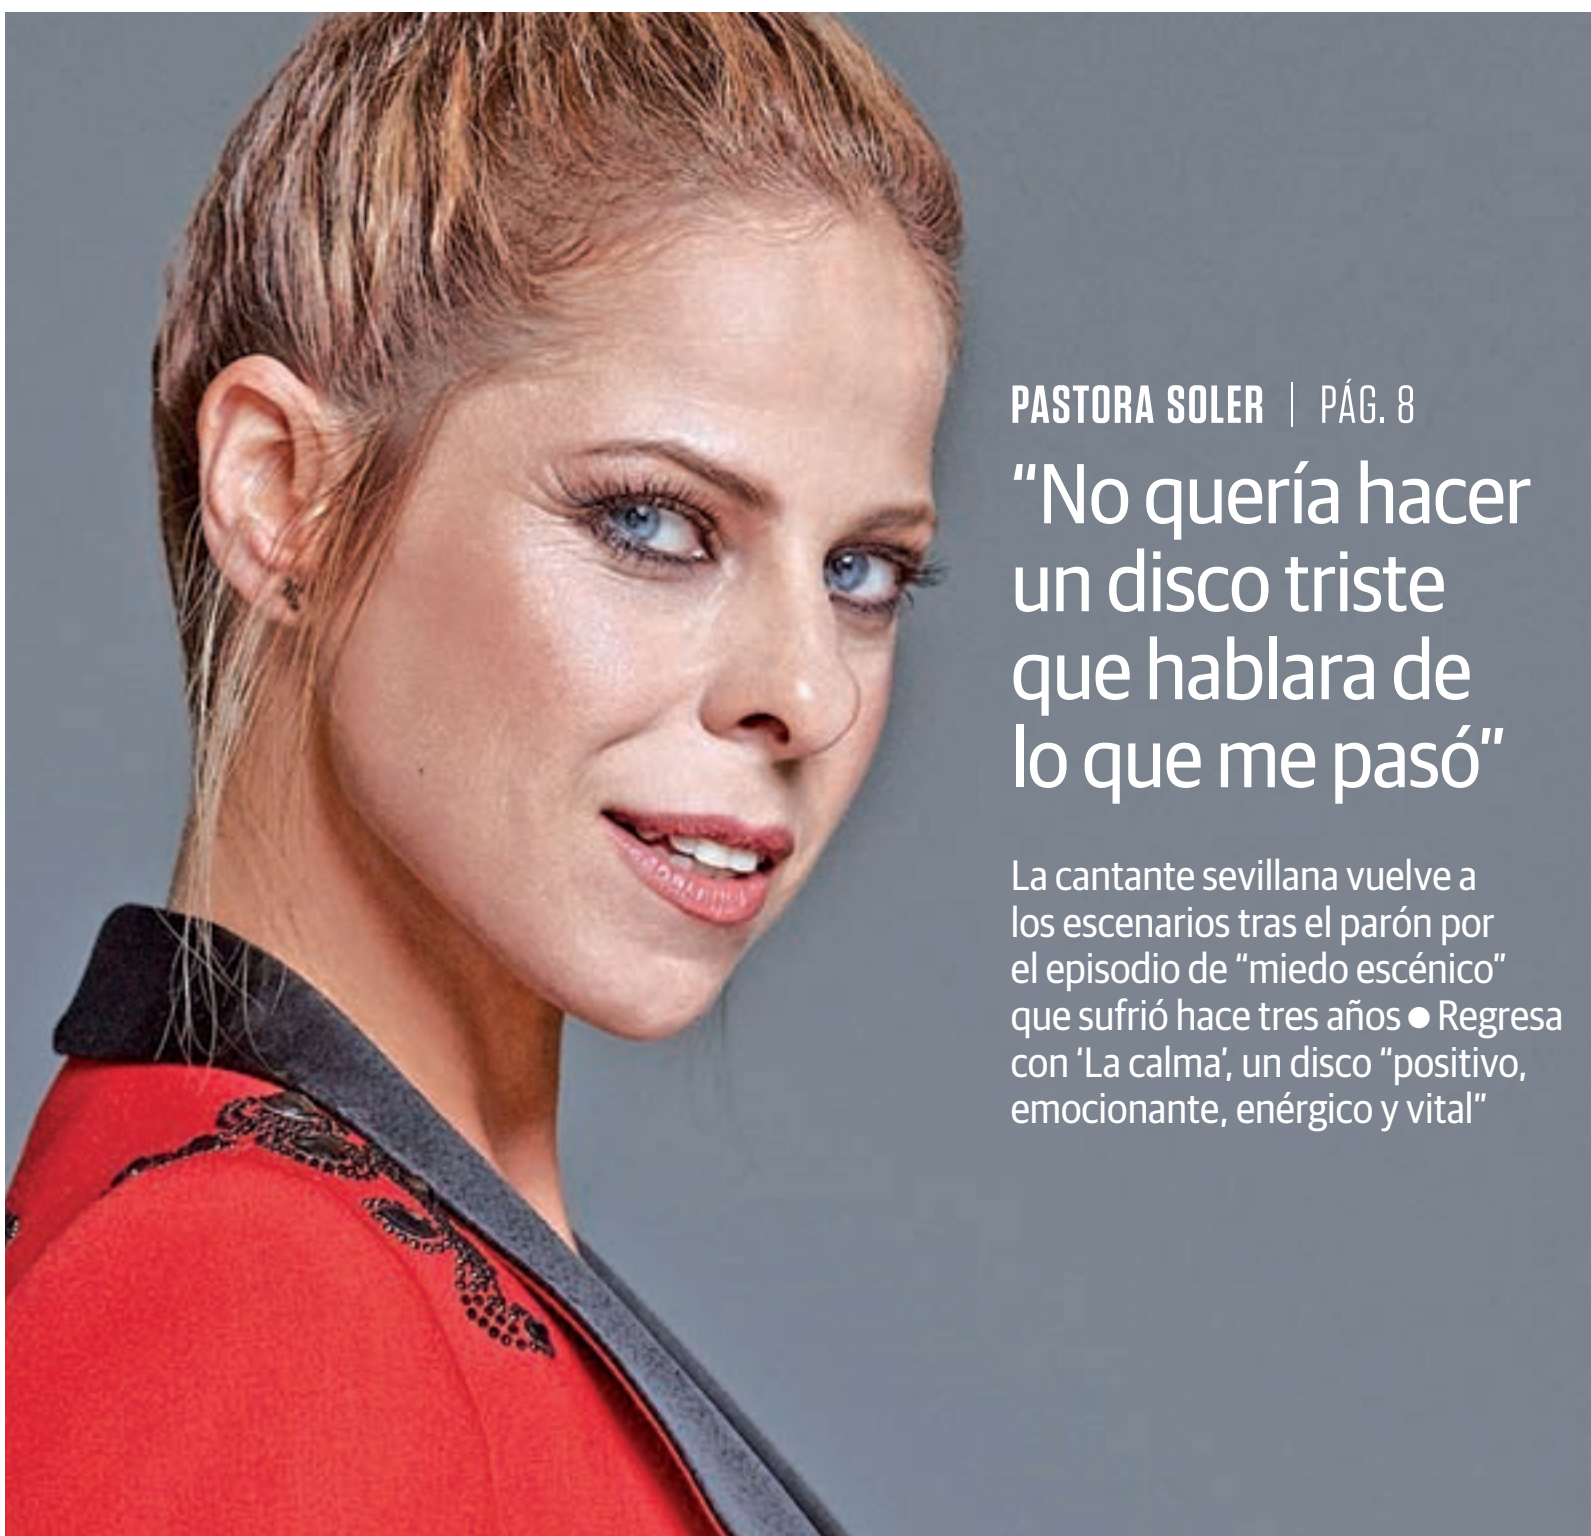 PASTORA SOLER | PÁG. 8
“No quería hacer
un disco triste
que hablara de
lo que me pasó”
La cantante sevillana vuelve a
los escenarios tras el parón por
el episodio de “miedo escénico”
que sufrió hace tres años ● Regresa
con ‘La calma’, un disco “positivo,
emocionante, enérgico y vital”